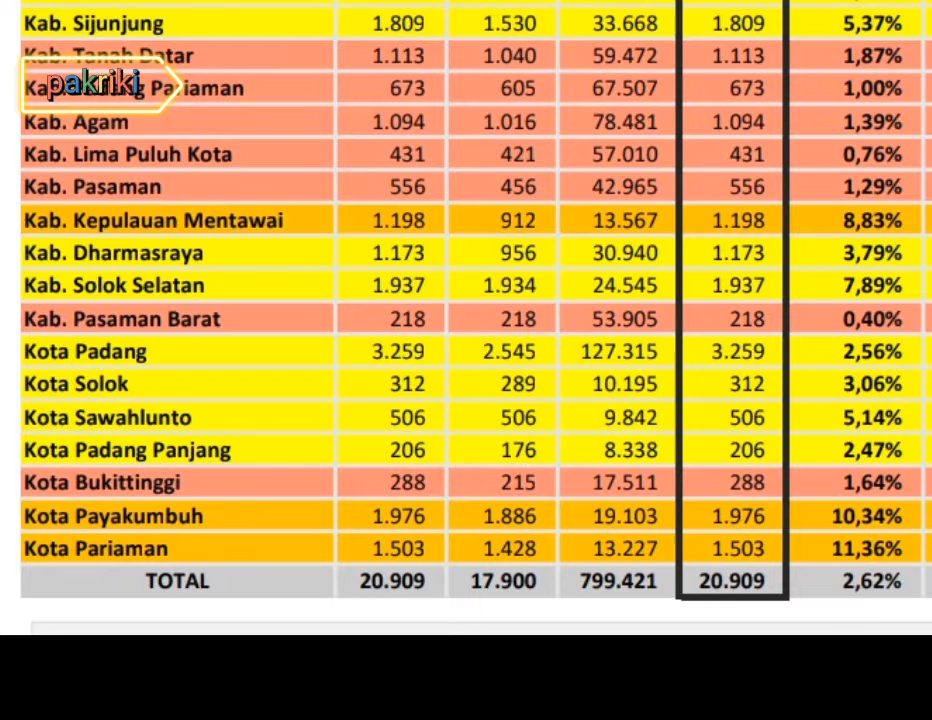 Kab. Sijunjung 1.809 1.530 33.668 1.809 5,37%
Kab. Tanah Datar 1.113 1.040 59.472 1.113 1,87%
pakriki
Pariaman 673 605 67.507 673 1,00%
Kab. Agam 1.094 1.016 78.481 1.094 1,39%
Kab. Lima Puluh Kota 431 421 57.010 431 0,76%
Kab. Pasaman 556 456 42.965 556 1,29%
Kab. Kepulauan Mentawai 1.198 912 13.567 1.198 8,83%
Kab. Dharmasraya 1.173 956 30.940 1.173 3,79%
Kab. Solok Selatan 1.937 1.934 24.545 1.937 7,89%
Kab. Pasaman Barat 218 218 53.905 218 0,40%
Kota Padang 3.259 2.545 127.315 3.259 2,56%
Kota Solok 312 289 10.195 312 3,06%
Kota Sawahlunto 506 506 9.842 506 5,14%
Kota Padang Panjang 206 176 8.338 206 2,47%
Kota Bukittinggi 288 215 17.511 288 1,64%
Kota Payakumbuh 1.976 1.886 19.103 1.976 10,34%
Kota Pariaman 1.503 1.428 13.227 1.503 11,36%
TOTAL 20.909 17.900 799.421 20.909 2,62%